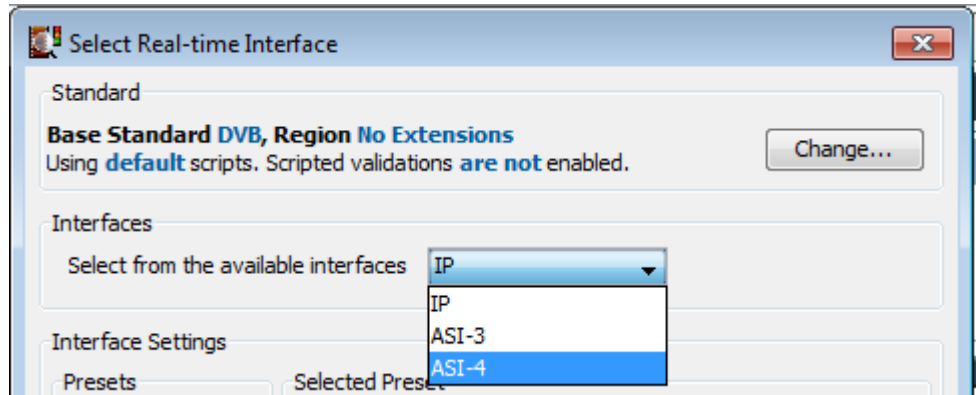 Select Real-time Interface
Standard
Base Standard DVB, Region No Extensions
Using default scripts. Scripted validations are not enabled.
Change...
Interfaces
Select from the available interfaces IP
IP
ASI-3
ASI-4
Interface Settings
Presets
Selected